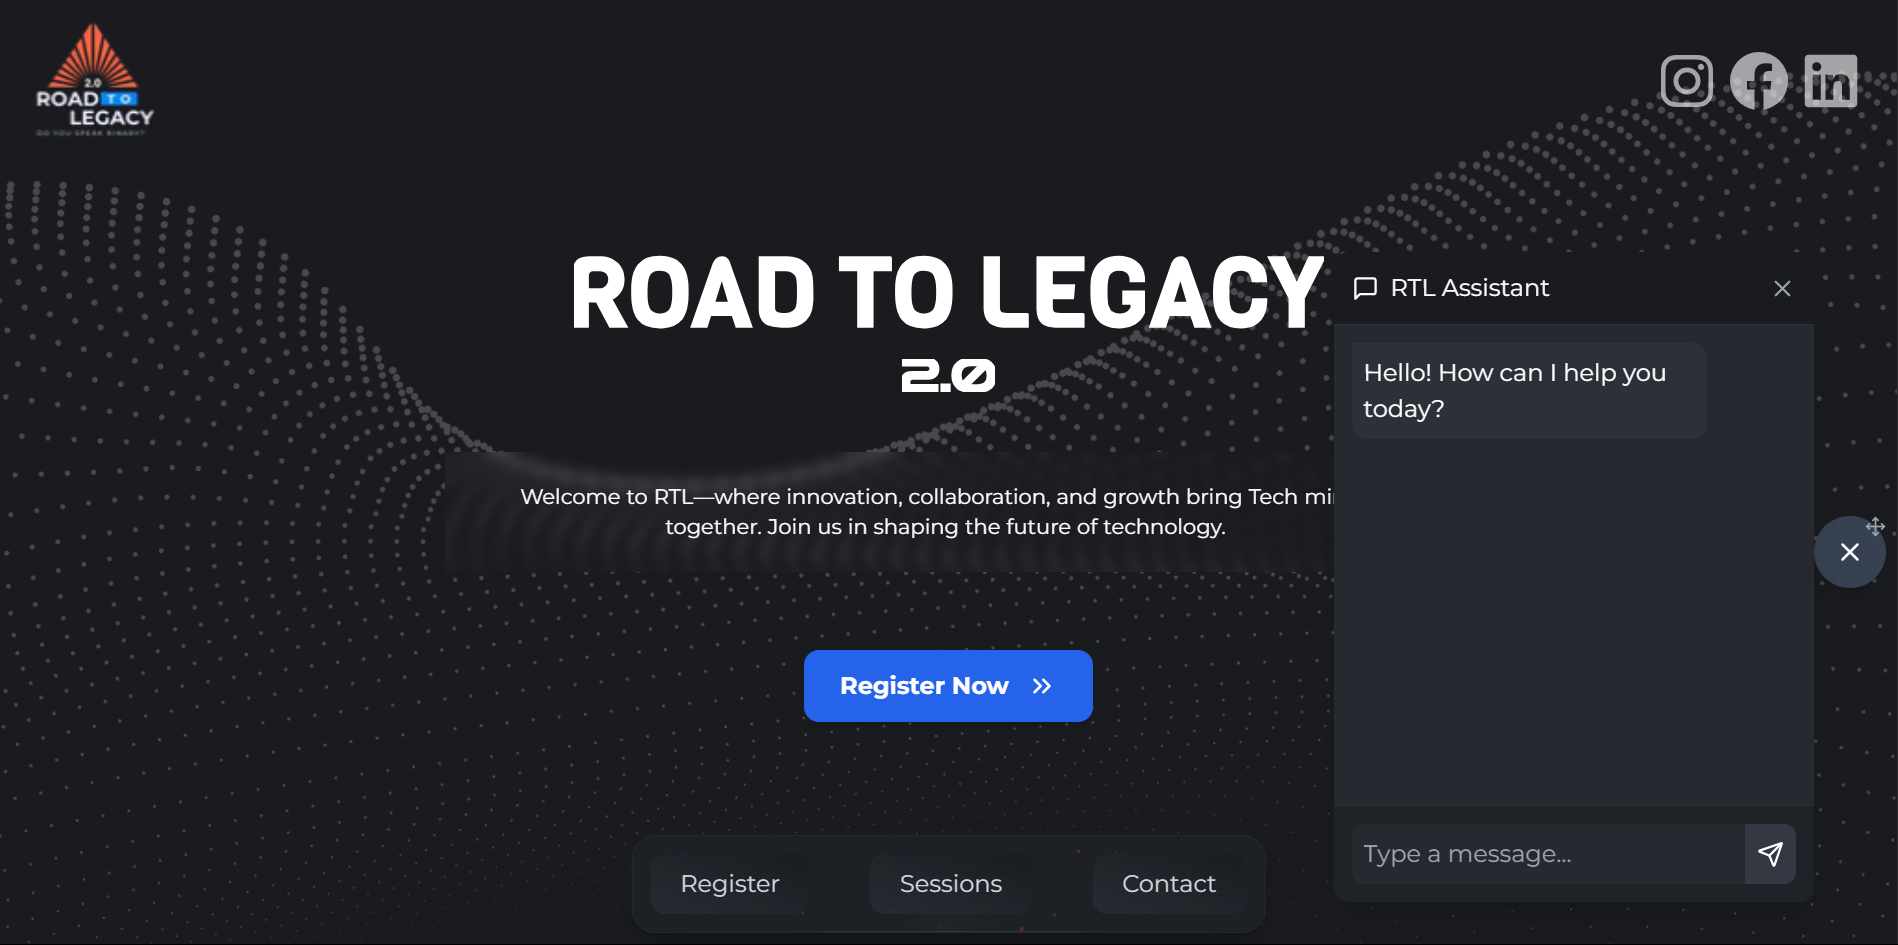 2.0
ROAD TO
LEGACY
DO YOU SPEAK BINARY?
ROAD TO LEGACY
2.0
Welcome to RTL—where innovation, collaboration, and growth bring Tech
together. Join us in shaping the future of technology.
Register Now
Register
Sessions
Contact
RTL Assistant
Hello! How can I help you
today?
Type a message...